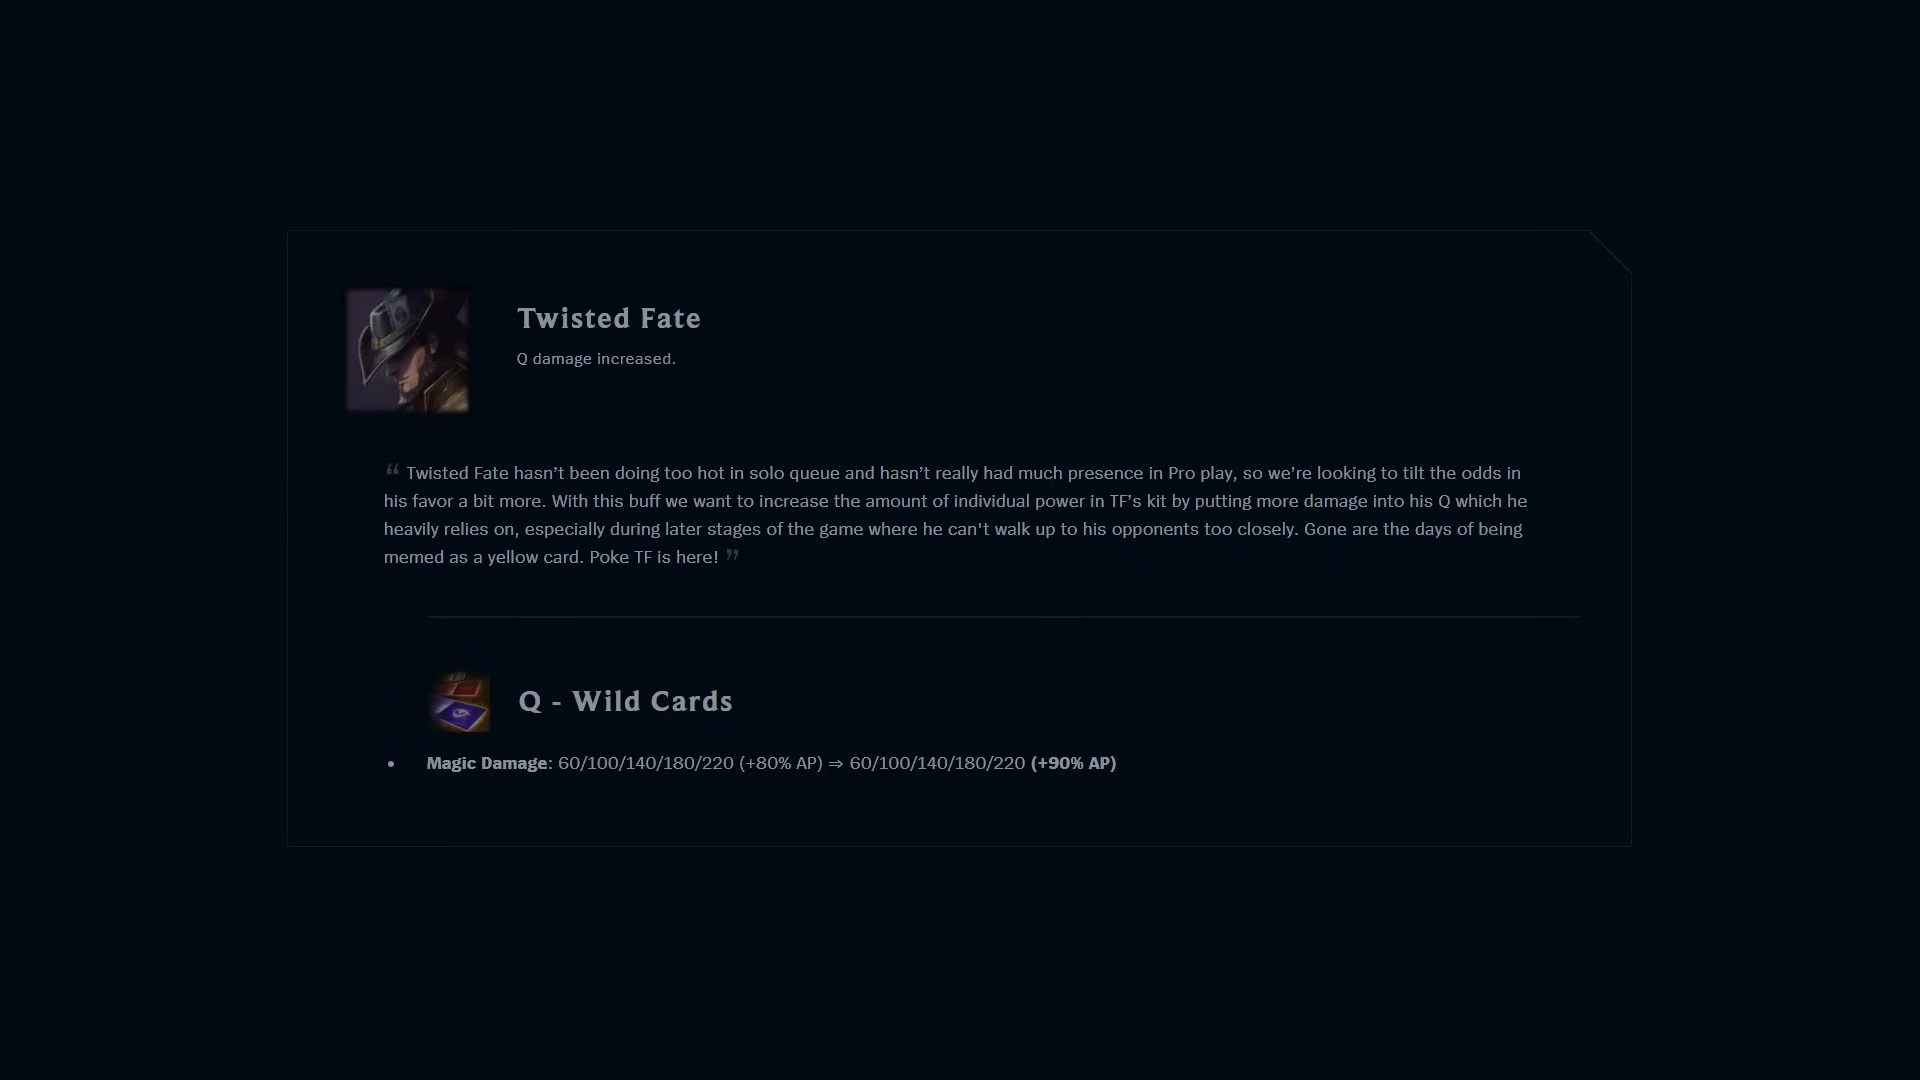 Twisted Fate
Q damage increased.
“ Twisted Fate hasn’t been doing too hot in solo queue and hasn’t really had much presence in Pro play, so we’re looking to tilt the odds in
his favor a bit more. With this buff we want to increase the amount of individual power in TF’s kit by putting more damage into his Q which he
heavily relies on, especially during later stages of the game where he can't walk up to his opponents too closely. Gone are the days of being
memed as a yellow card. Poke TF is here! ”
Q - Wild Cards
• Magic Damage: 60/100/140/180/220 (+80% AP) ⇒ 60/100/140/180/220 (+90% AP)